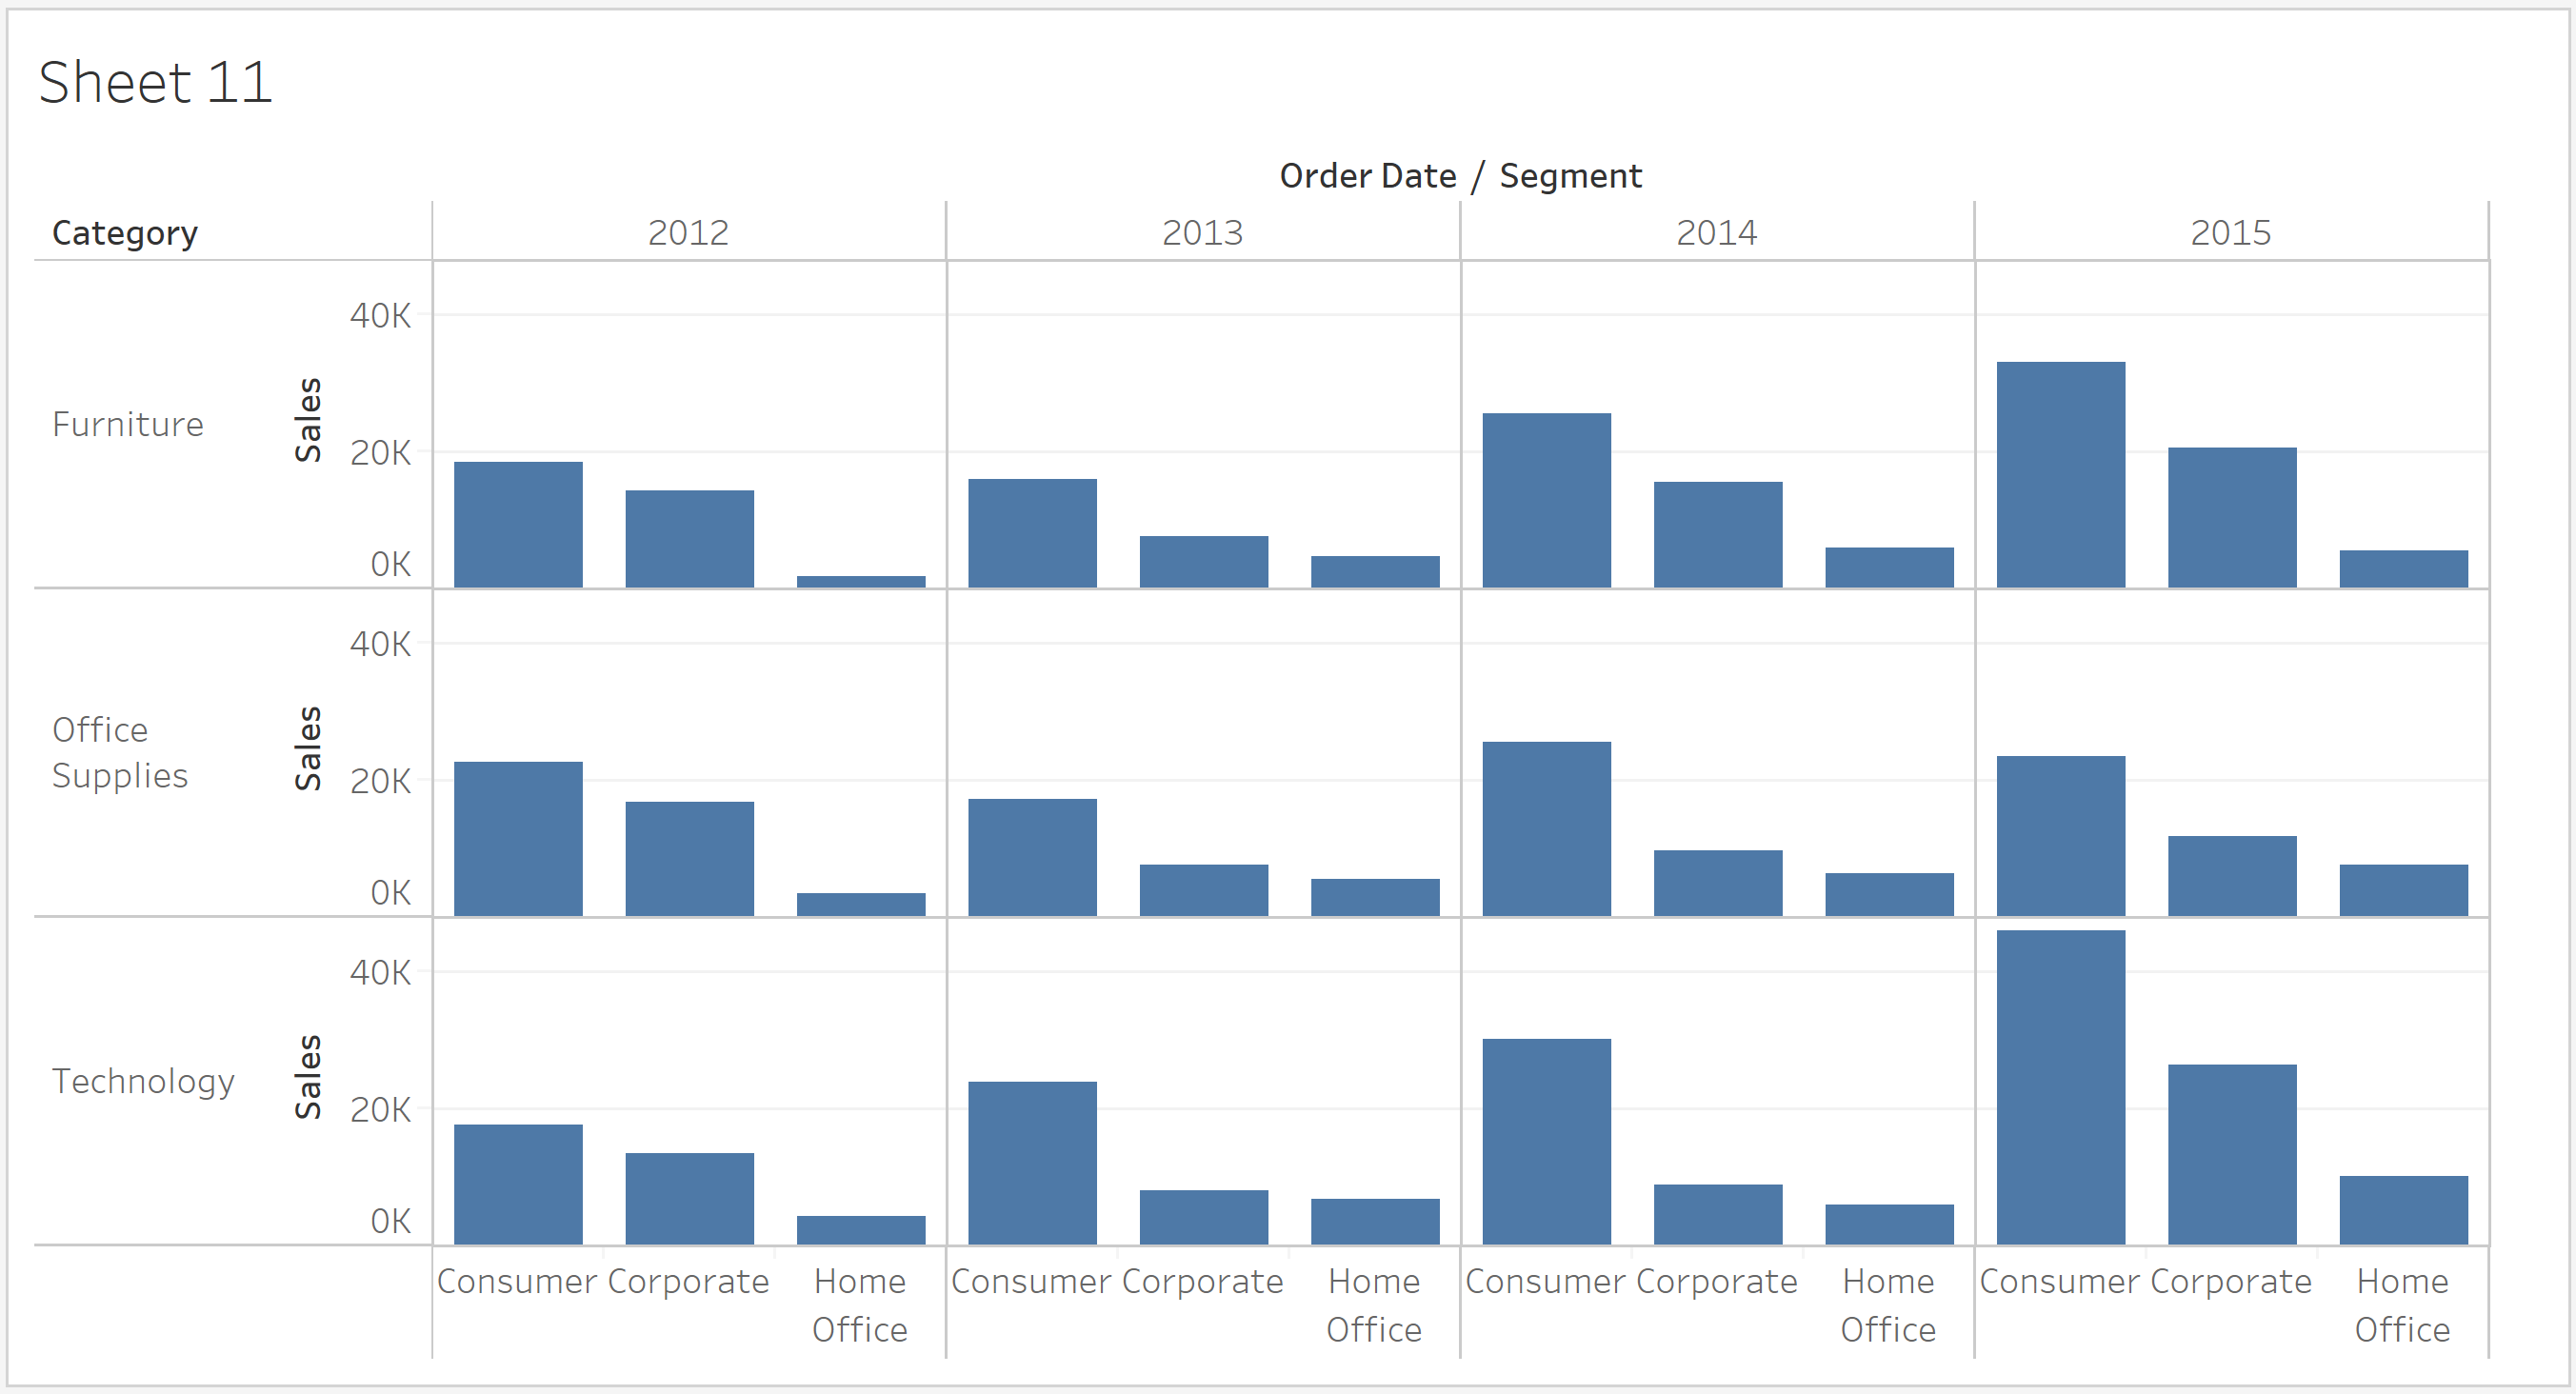 Sheet 11
Order Date / Segment
Category
2012 2013 2014 2015
Furniture
Sales
40K
20K
0K
Office
Supplies
Sales
40K
20K
0K
Technology
Sales
40K
20K
0K
Consumer Corporate Home Consumer Corporate Home Consumer Corporate Home Consumer Corporate Home
Office Office Office Office